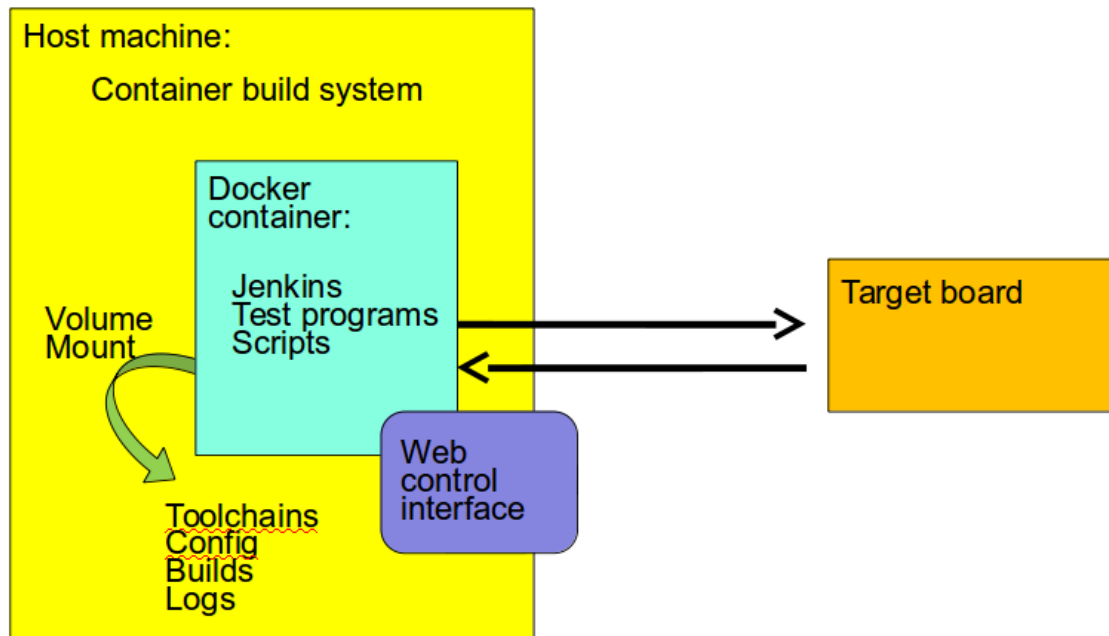 Host machine:
Container build system
Docker
container:
Jenkins
Test programs
Scripts
Volume
Mount
Target board
Web
control
interface
Toolchains
Config
Builds
Logs